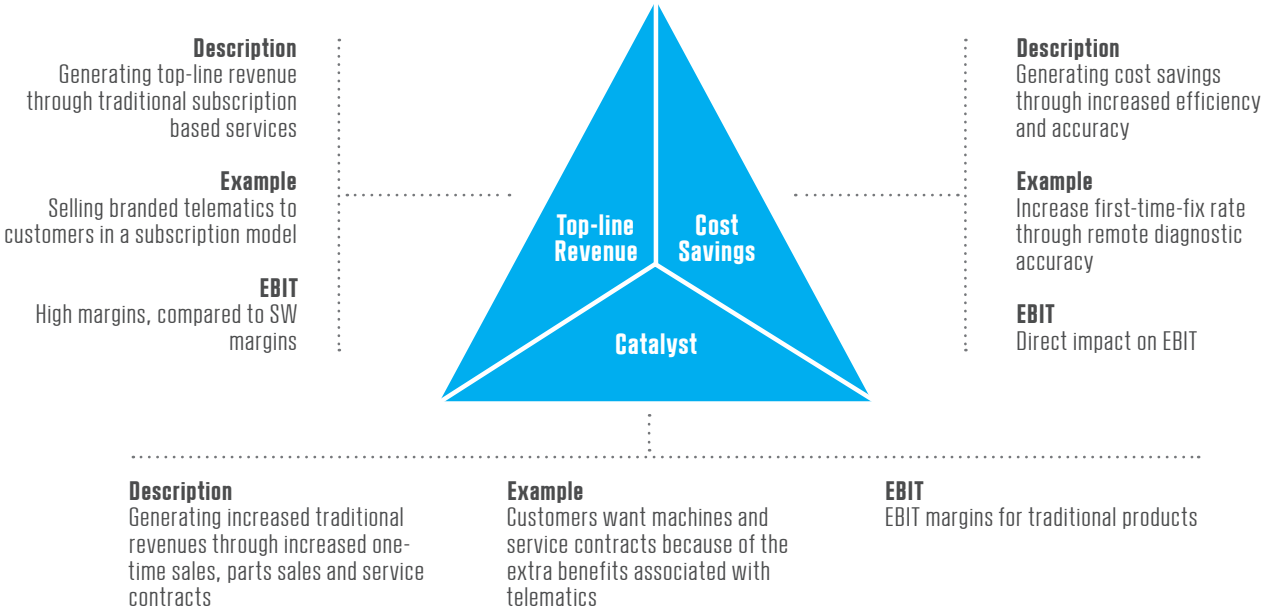 Description
Generating top-line revenue
through traditional subscription
based services
Example
Selling branded telematics to
customers in a subscription model
EBIT
High margins, compared to SW
margins
Top-line
Revenue
Cost
Savings
Catalyst
Description
Generating cost savings
through increased efficiency
and accuracy
Example
Increase first-time-fix rate
through remote diagnostic
accuracy
EBIT
Direct impact on EBIT
Description
Generating increased traditional
revenues through increased one-
time sales, parts sales and service
contracts
Example
Customers want machines and
service contracts because of the
extra benefits associated with
telematics
EBIT
EBIT margins for traditional products